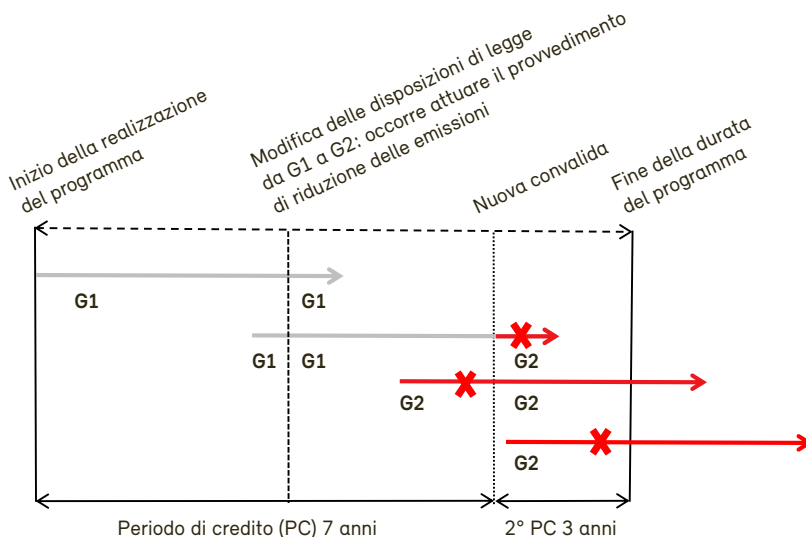 Inizio della realizzazione
del programma
Modifica delle disposizioni di legge
da G1 a G2: occorre attuare il provvedimento
di riduzione delle emissioni
Nuova convalida
Fine della durata
del programma
G1
G1
G1
G1
G2
G2
G2
G2
Periodo di credito (PC) 7 anni
2° PC 3 anni